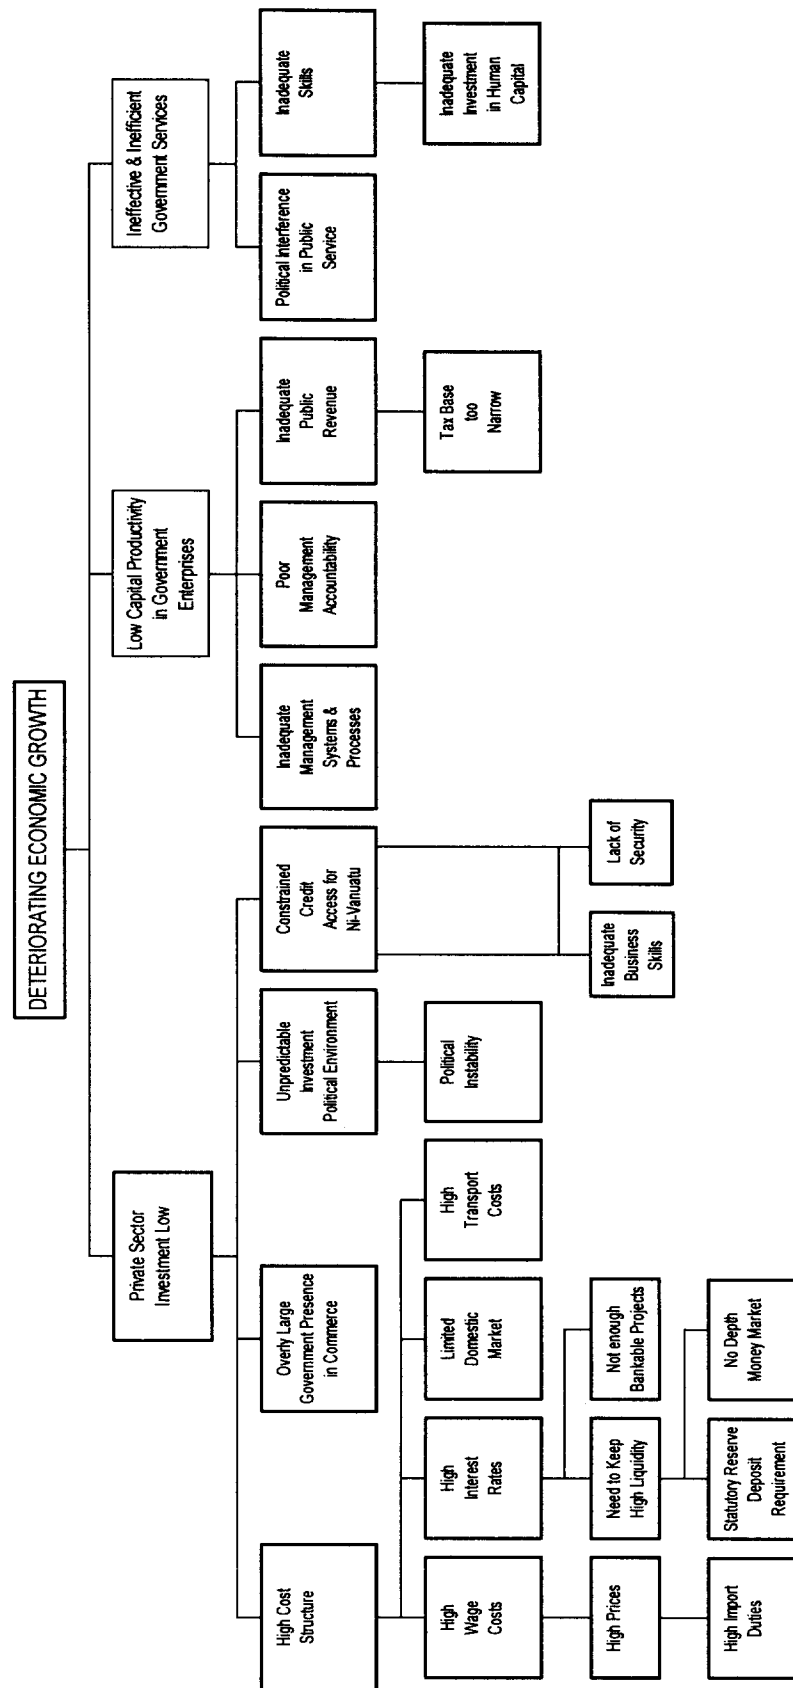 DETERIORATING ECONOMIC GROWTH
Private Sector
Investment Low
Low Capital Productivity
in Government
Enterprises
Ineffective & Inefficient
Government Services
High Cost
Structure
Overly Large
Government Presence
in Commerce
Unpredictable
Investment
Political Environment
Constrained
Credit
Access for
Ni-Vanuatu
Inadequate
Management
Systems &
Processes
Poor
Management
Accountability
Inadequate
Public
Revenue
Political Interference
in Public
Service
Inadequate
Skills
High
Wage
Costs
High
Interest
Rates
Limited
Domestic
Market
High
Transport
Costs
Political
Instability
Tax Base
too
Narrow
Inadequate
Investment
in Human
Capital
High Prices
Need to Keep
High Liquidity
Not enough
Bankable Projects
Inadequate
Business
Skills
Lack of
Security
High Import
Duties
Statutory Reserve
Deposit
Requirement
No Depth
Money Market